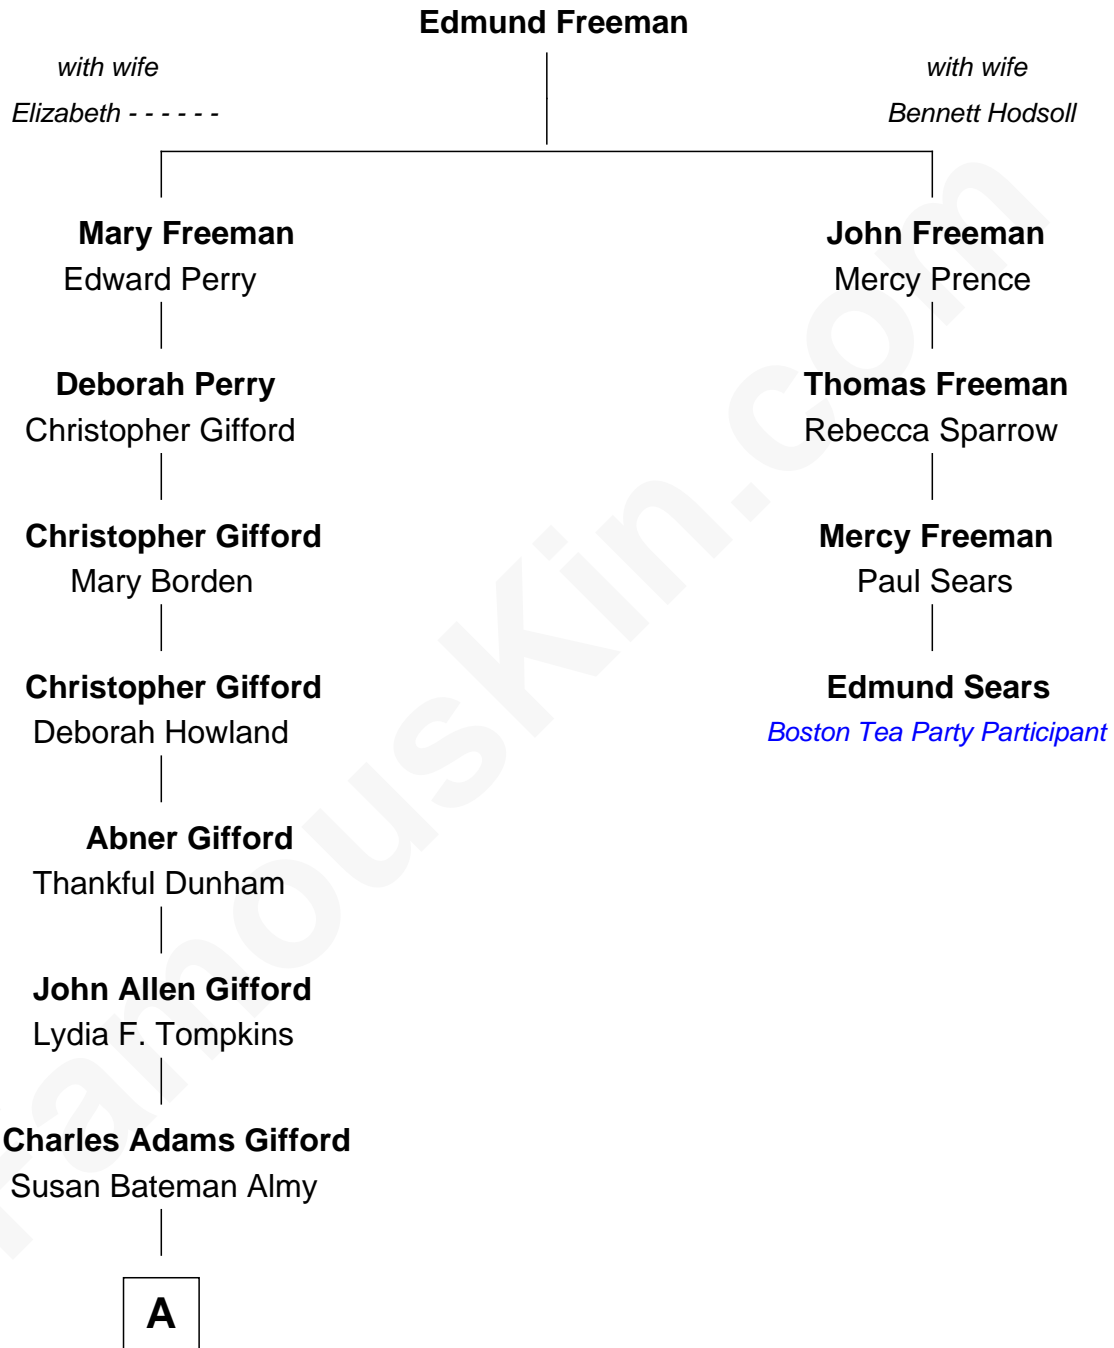 Edmund Freeman
with wife
Elizabeth - - - - - -
with wife
Bennett Hodsoll
Mary Freeman
Edward Perry
John Freeman
Mercy Prence
Deborah Perry
Christopher Gifford
Thomas Freeman
Rebecca Sparrow
Christopher Gifford
Mary Borden
Mercy Freeman
Paul Sears
Christopher Gifford
Deborah Howland
Edmund Sears
Boston Tea Party Participant
Abner Gifford
Thankful Dunham
John Allen Gifford
Lydia F. Tompkins
Charles Adams Gifford
Susan Bateman Almy
A
FamousKin.com